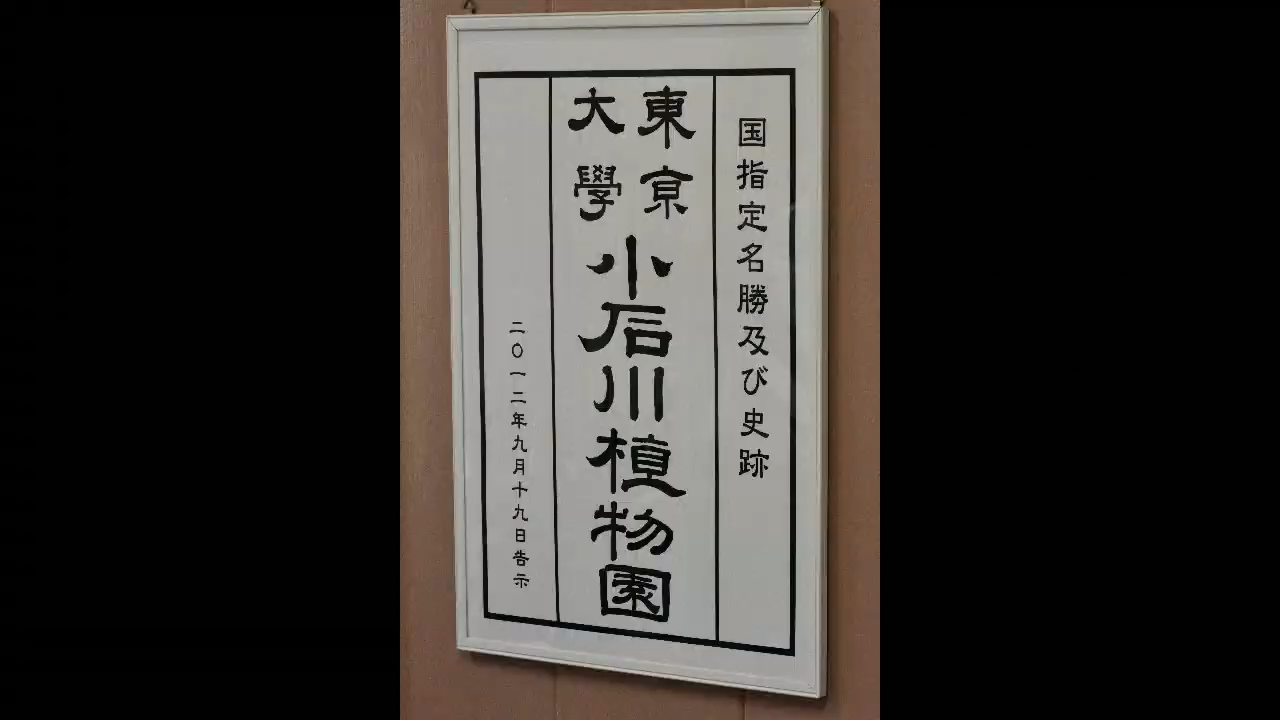 国指定名勝及び史跡
東京
大學
小石川植物園
二〇一二年九月十九日告示